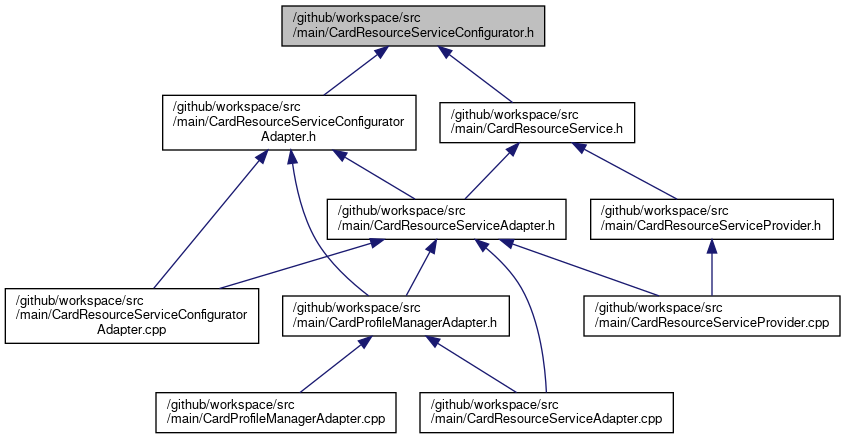 /github/workspace/src
/main/CardResourceServiceConfigurator.h
/github/workspace/src
/main/CardResourceServiceConfigurator
Adapter.h
/github/workspace/src
/main/CardResourceService.h
/github/workspace/src
/main/CardResourceServiceAdapter.h
/github/workspace/src
/main/CardResourceServiceProvider.h
/github/workspace/src
/main/CardResourceServiceConfigurator
Adapter.cpp
/github/workspace/src
/main/CardProfileManagerAdapter.h
/github/workspace/src
/main/CardResourceServiceProvider.cpp
/github/workspace/src
/main/CardProfileManagerAdapter.cpp
/github/workspace/src
/main/CardResourceServiceAdapter.cpp